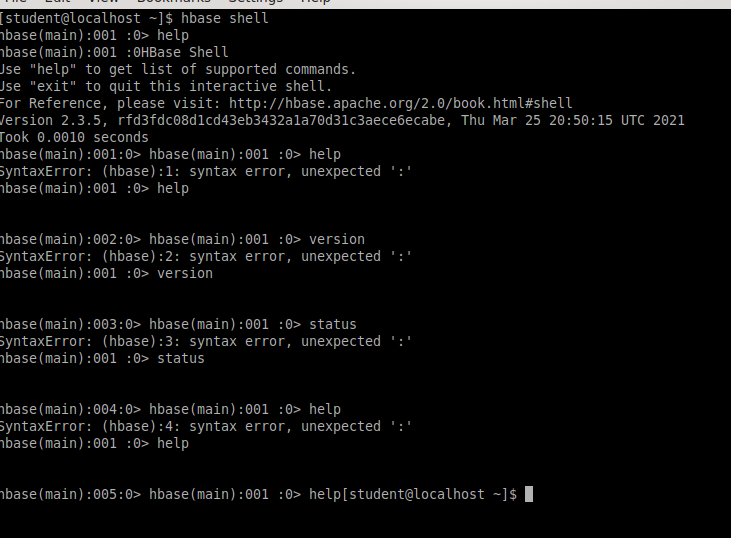 File Edit View Bookmarks Settings Help
[student@localhost ~]$ hbase shell
hbase(main):001 :0> help
hbase(main):001 :0HBase Shell
Use "help" to get list of supported commands.
Use "exit" to quit this interactive shell.
For Reference, please visit: http://hbase.apache.org/2.0/book.html#shell
Version 2.3.5, rfd3fdc08d1cd43eb3432a1a70d31c3aece6ecabe, Thu Mar 25 20:50:15 UTC 2021
Took 0.0010 seconds
hbase(main):001:0> hbase(main):001 :0> help
SyntaxError: (hbase):1: syntax error, unexpected ':'
hbase(main):001 :0> help
hbase(main):002:0> hbase(main):001 :0> version
SyntaxError: (hbase):2: syntax error, unexpected ':'
hbase(main):001 :0> version
hbase(main):003:0> hbase(main):001 :0> status
SyntaxError: (hbase):3: syntax error, unexpected ':'
hbase(main):001 :0> status
hbase(main):004:0> hbase(main):001 :0> help
SyntaxError: (hbase):4: syntax error, unexpected ':'
hbase(main):001 :0> help
hbase(main):005:0> hbase(main):001 :0> help[student@localhost ~]$